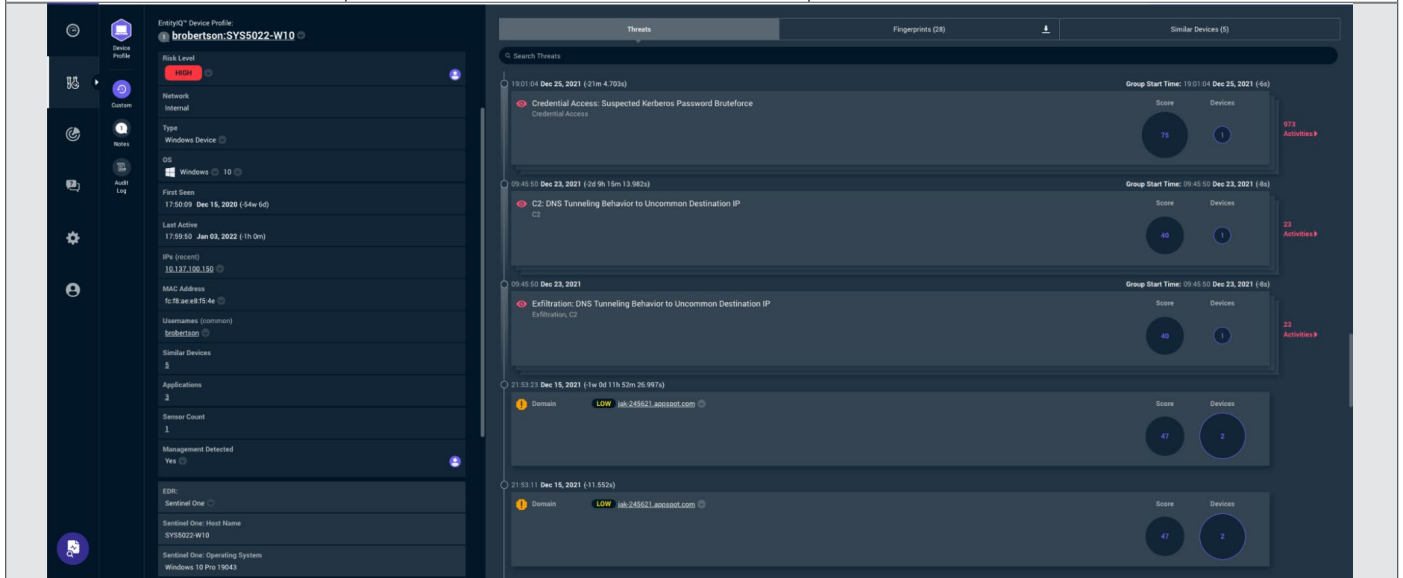 EntityIQ™ Device Profile:
brobertson:SYS5022-W10
Device
Profile
Custom
1
Notes
Audit
Log
Risk Level
HIGH
Network
Internal
Type
Windows Device
OS
Windows 10
First Seen
17:50:09 Dec 15, 2020 (-54w 6d)
Last Active
17:59:50 Jan 03, 2022 (-1h 0m)
IPs (recent)
10.137.100.150
MAC Address
fc:f8:ae:e8:f5:4e
Usernames (common)
brobertson
Similar Devices
5
Applications
3
Sensor Count
1
Management Detected
Yes
EDR:
Sentinel One
Sentinel One: Host Name
SYS5022-W10
Sentinel One: Operating System
Windows 10 Pro 19043
Threats
Fingerprints (28)
Similar Devices (5)
Search Threats
19:01:04 Dec 25, 2021 (-21m 4.703s)
Group Start Time: 19:01:04 Dec 25, 2021 (-6s)
Credential Access: Suspected Kerberos Password Bruteforce
Credential Access
Score Devices
75 1
973
Activities
09:45:50 Dec 23, 2021 (-2d 9h 15m 13.982s)
Group Start Time: 09:45:50 Dec 23, 2021 (-8s)
C2: DNS Tunneling Behavior to Uncommon Destination IP
C2
Score Devices
40 1
23
Activities
09:45:50 Dec 23, 2021
Group Start Time: 09:45:50 Dec 23, 2021 (-8s)
Exfiltration: DNS Tunneling Behavior to Uncommon Destination IP
Exfiltration, C2
Score Devices
40 1
23
Activities
21:53:23 Dec 15, 2021 (-1w 0d 11h 52m 26.997s)
Domain LOW jak-245621.appspot.com
Score Devices
47 2
21:53:11 Dec 15, 2021 (-11.552s)
Domain LOW jak-245621.appspot.com
Score Devices
47 2